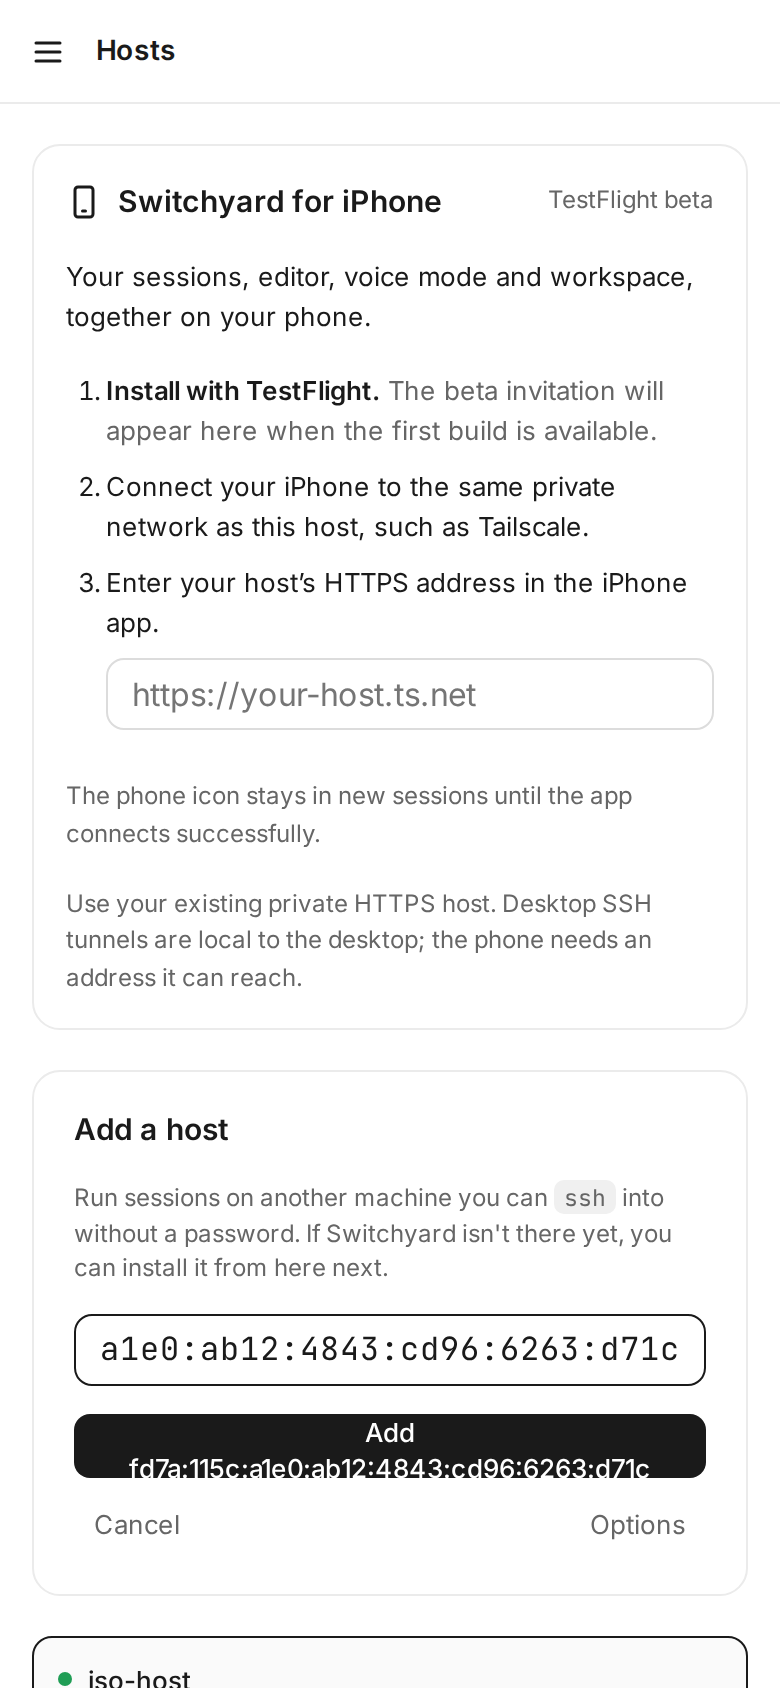 Hosts
Switchyard for iPhone
TestFlight beta
Your sessions, editor, voice mode and workspace,
together on your phone.
1. Install with TestFlight. The beta invitation will
appear here when the first build is available.
2. Connect your iPhone to the same private
network as this host, such as Tailscale.
3. Enter your host’s HTTPS address in the iPhone
app.
https://your-host.ts.net
The phone icon stays in new sessions until the app
connects successfully.
Use your existing private HTTPS host. Desktop SSH
tunnels are local to the desktop; the phone needs an
address it can reach.
Add a host
Run sessions on another machine you can ssh into
without a password. If Switchyard isn't there yet, you
can install it from here next.
a1e0:ab12:4843:cd96:6263:d71c
Add
fd7a:115c:a1e0:ab12:4843:cd96:6263:d71c
Cancel
Options
iso-host